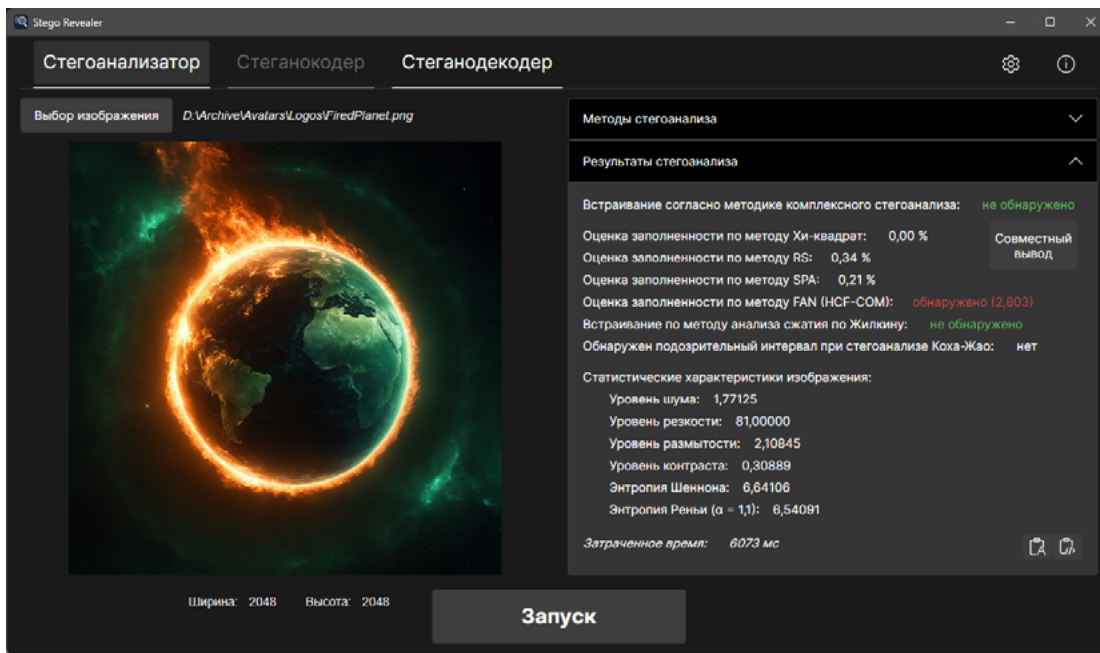 Stego Revealer
Стегоанализатор Стеганокодер Стеганодекодер
Выбор изображения D:\Archive\Avatars\Logos\FiredPlanet.png
Методы стегоанализа
Результаты стегоанализа
Встраивание согласно методике комплексного стегоанализа: не обнаружено
Оценка заполненности по методу Хи-квадрат: 0,00 %
Совместный
вывод
Оценка заполненности по методу RS: 0,34 %
Оценка заполненности по методу SPA: 0,21 %
Оценка заполненности по методу FAN (HCF-COM): обнаружено (2,803)
Встраивание по методу анализа сжатия по Жилкину: не обнаружено
Обнаружен подозрительный интервал при стегоанализе Коха-Жао: нет
Статистические характеристики изображения:
Уровень шума: 1,77125
Уровень резкости: 81,00000
Уровень размытости: 2,10845
Уровень контраста: 0,30889
Энтропия Шеннона: 6,64106
Энтропия Реньи (α = 1,1): 6,54091
Затраченное время: 6073 мс
Ширина: 2048 Высота: 2048
Запуск